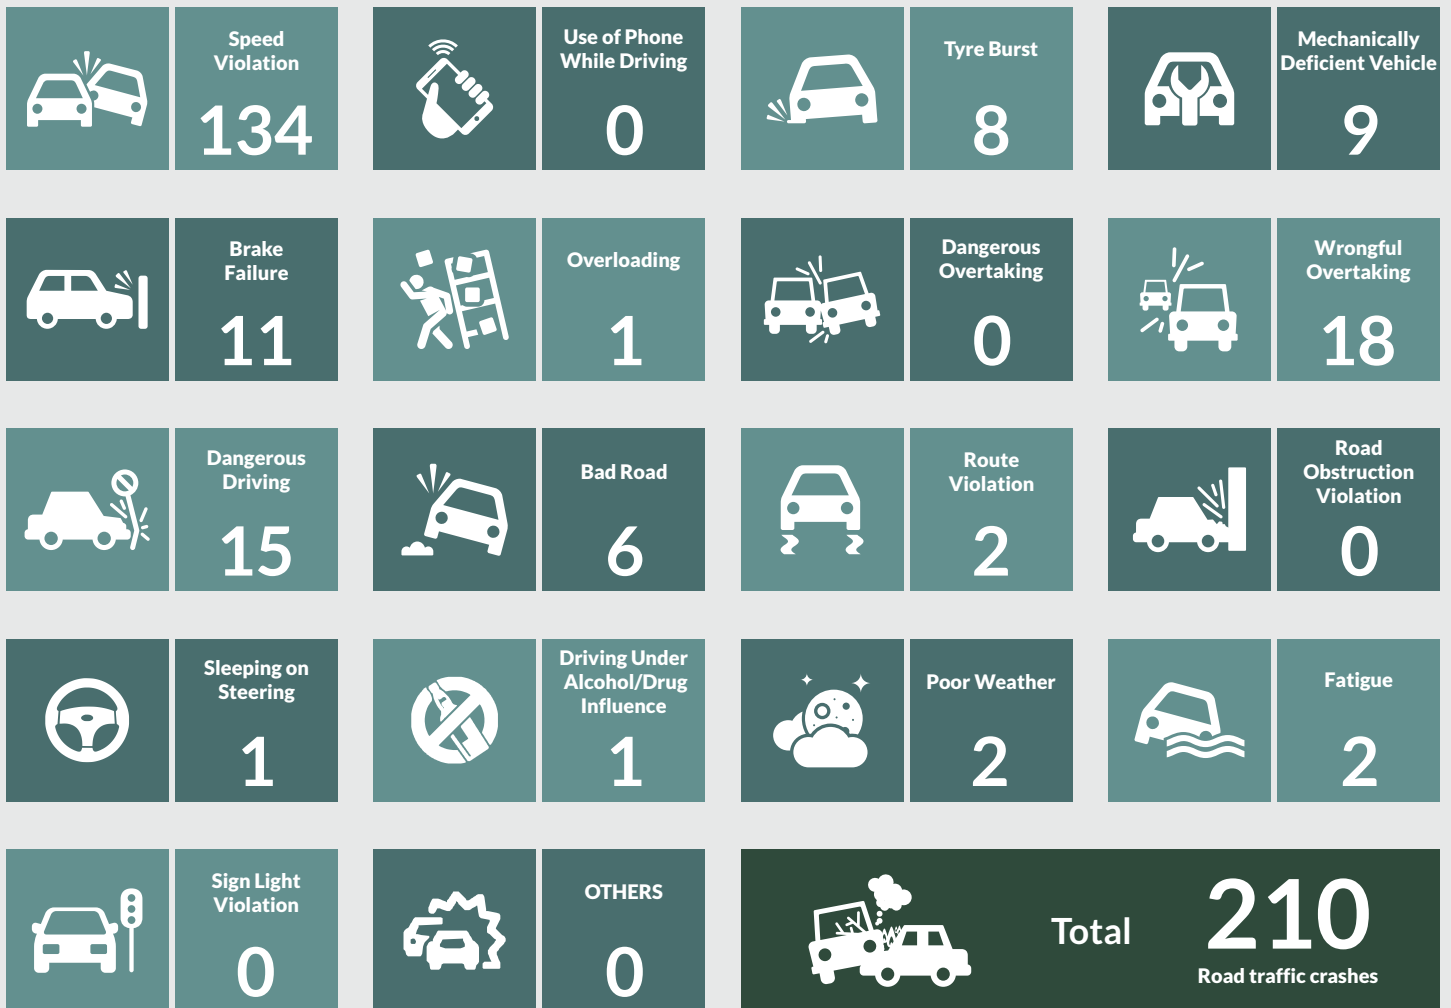 Speed
Violation
134
Use of Phone
While Driving
0
Tyre Burst
8
Mechanically
Deficient Vehicle
9
Brake
Failure
11
Overloading
1
Dangerous
Overtaking
0
Wrongful
Overtaking
18
Dangerous
Driving
15
Bad Road
6
Route
Violation
2
Road
Obstruction
Violation
0
Sleeping on
Steering
1
Driving Under
Alcohol/Drug
Influence
1
Poor Weather
2
Fatigue
2
Sign Light
Violation
0
OTHERS
0
Total
210
Road traffic crashes